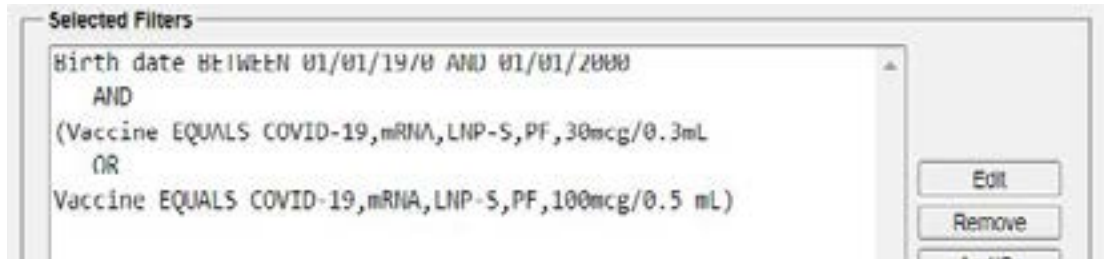 Selected Filters
Birth date BETWEEN 01/01/1970 AND 01/01/2000
AND
(Vaccine EQUALS COVID-19,mRNA,LNP-S,PF,30mcg/0.3mL
OR
Vaccine EQUALS COVID-19,mRNA,LNP-S,PF,100mcg/0.5 mL)
Edit
Remove